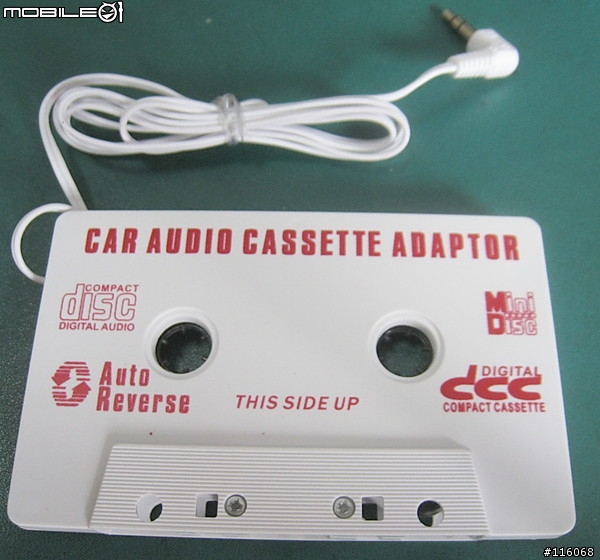 MOBILE01
CAR AUDIO CASSETTE ADAPTOR
COMPACT
disc
DIGITAL AUDIO
Mini
Disc
Auto
Reverse
THIS SIDE UP
DIGITAL
dcc
COMPACT CASSETTE
#116068